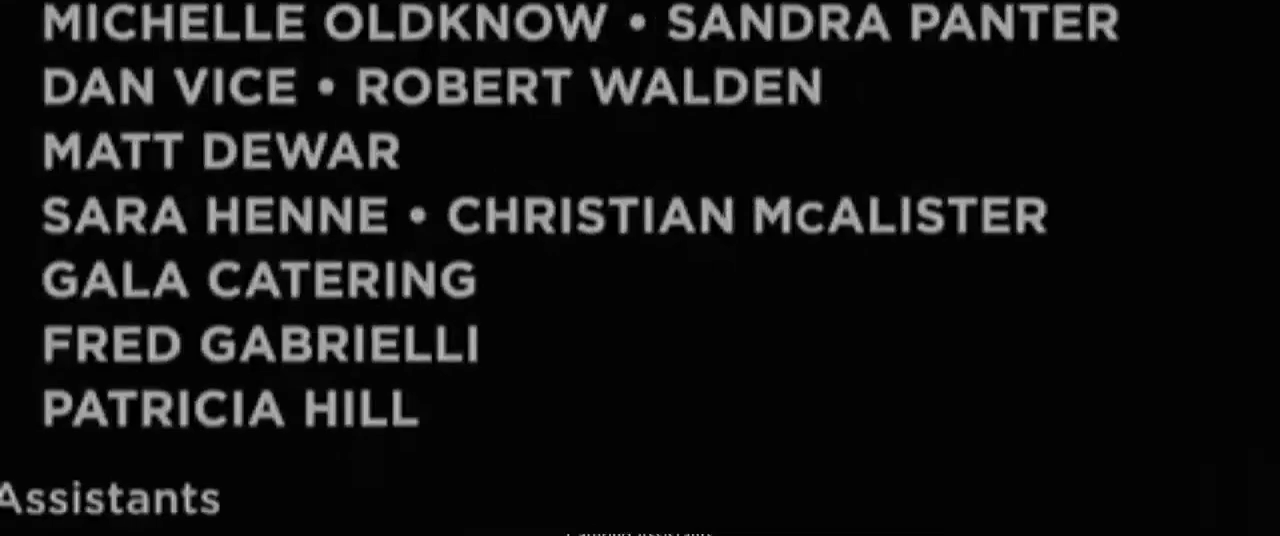 MICHELLE OLDKNOW • SANDRA PANTER
DAN VICE • ROBERT WALDEN
MATT DEWAR
SARA HENNE • CHRISTIAN McALISTER
GALA CATERING
FRED GABRIELLI
PATRICIA HILL
Assistants